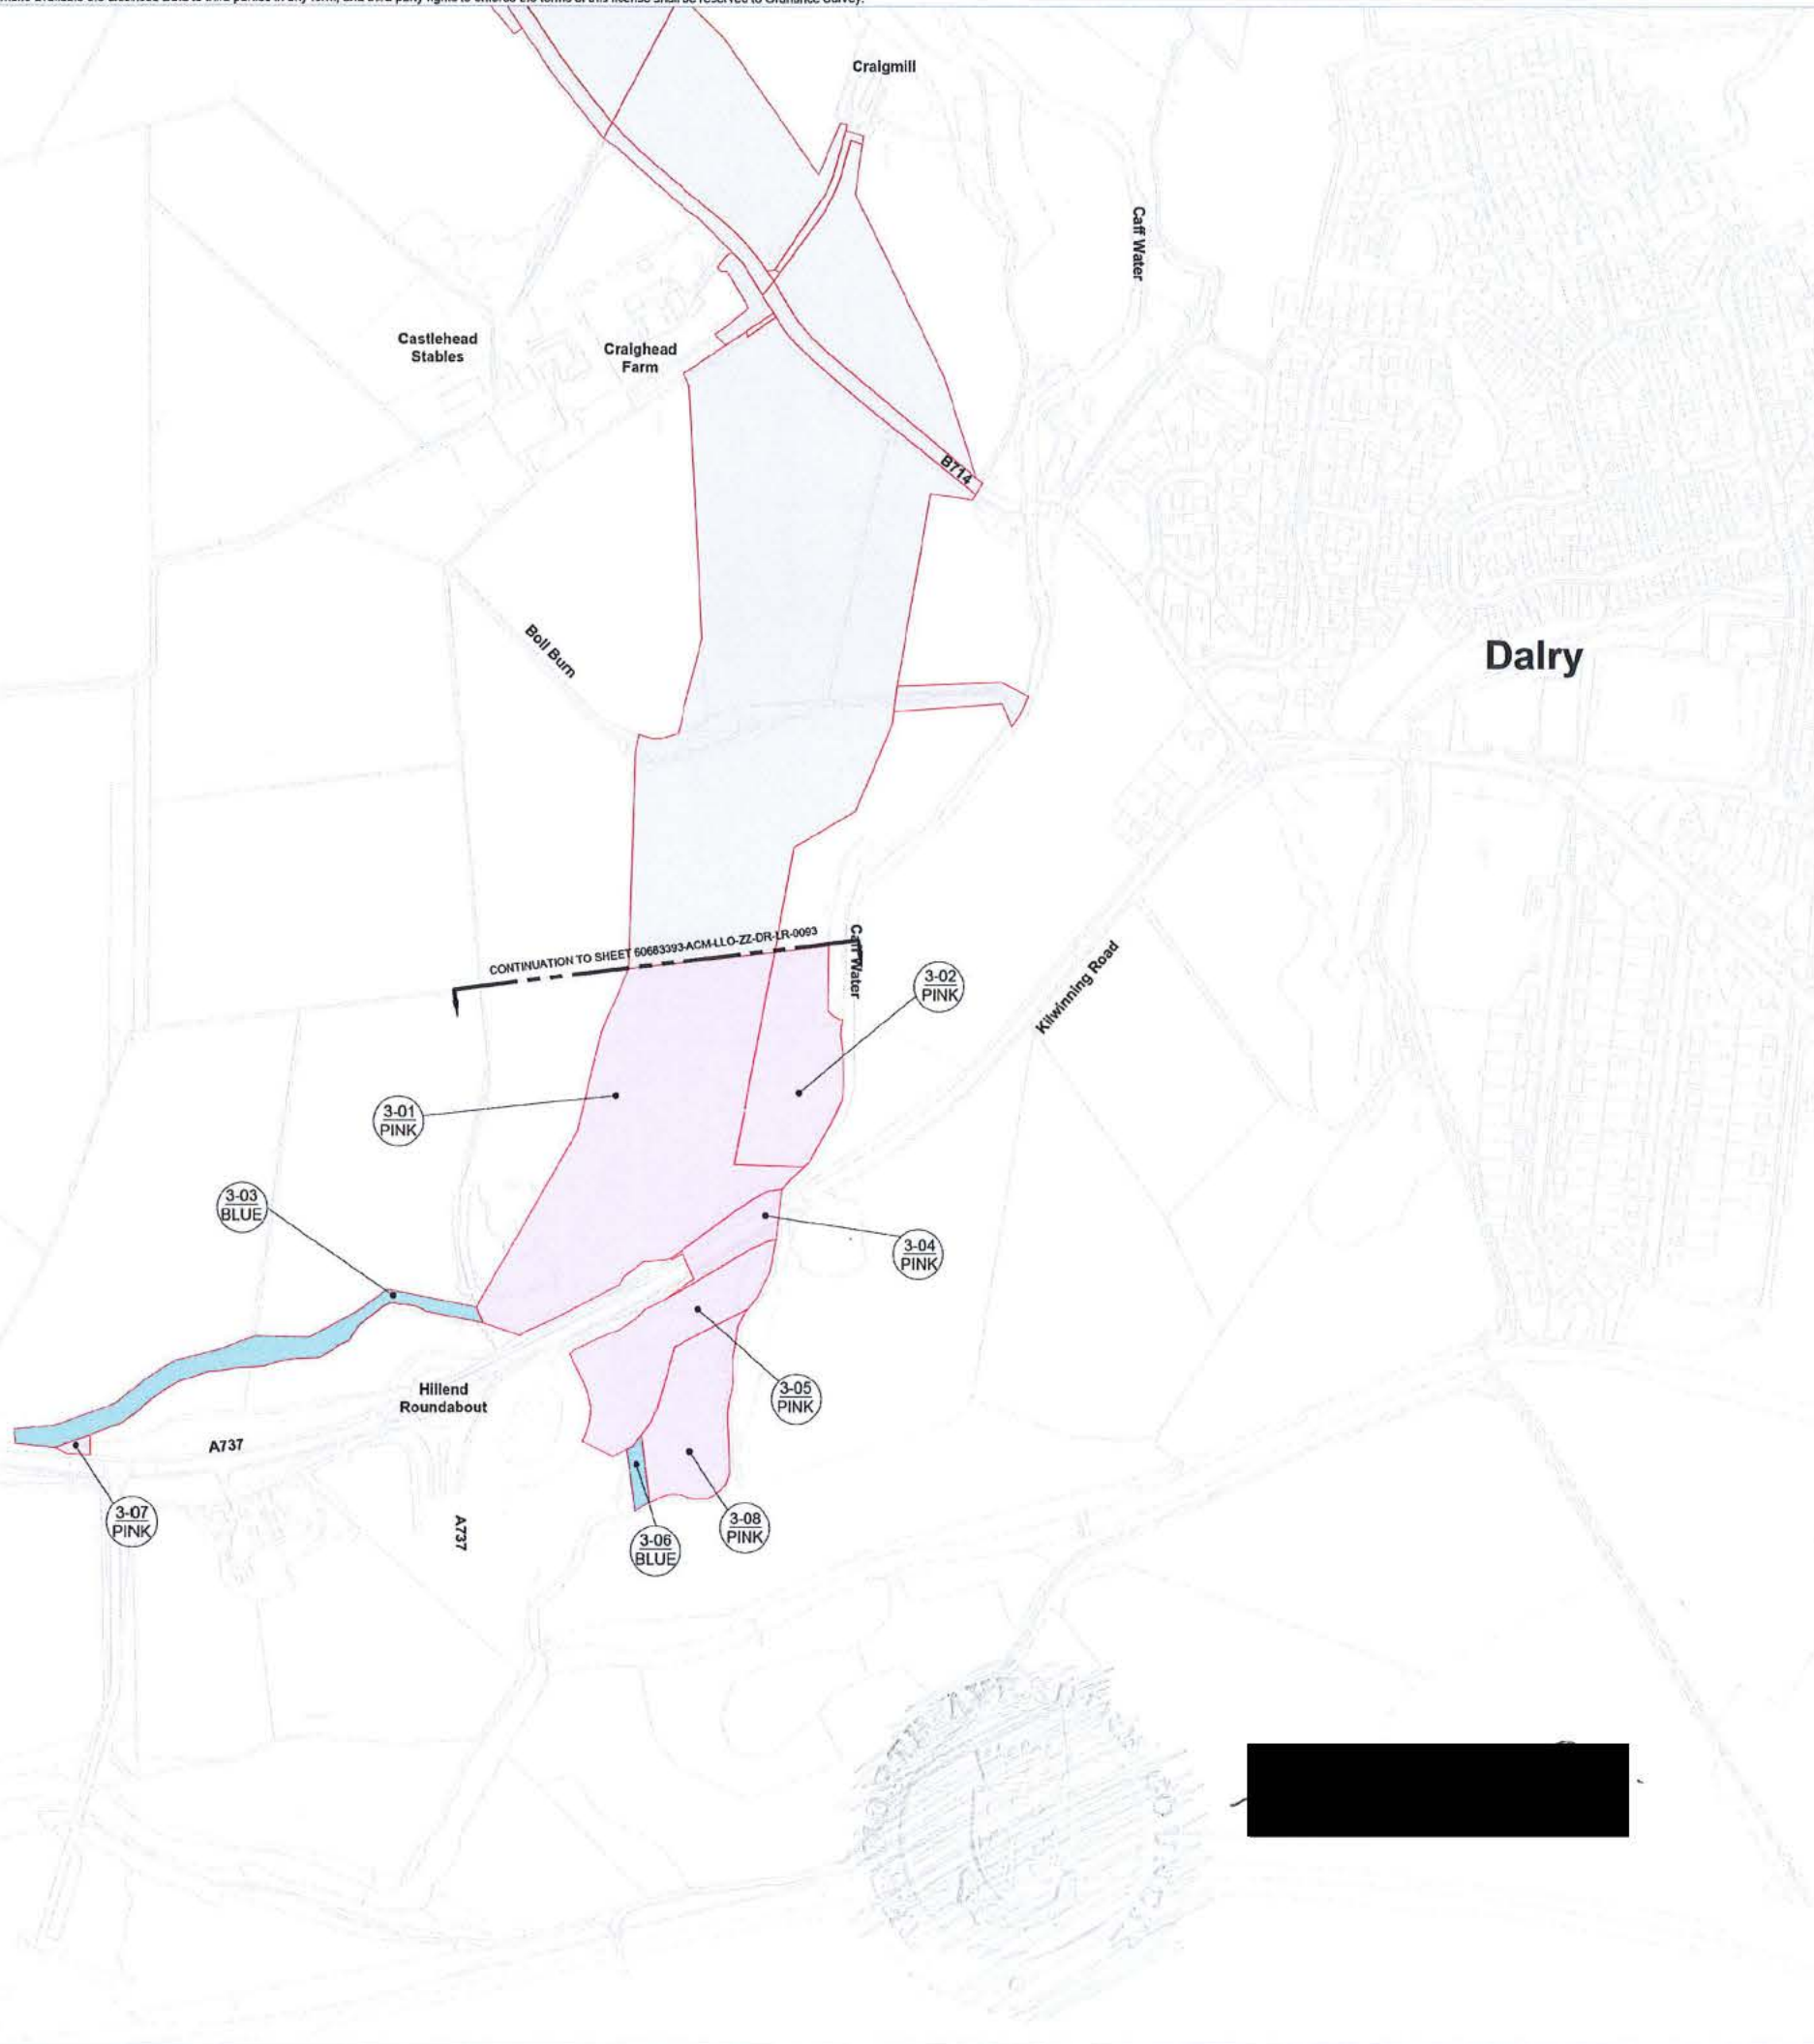 Craigmill
Caff Water
Castlehead
Stables
Craighead
Farm
B714
Boll Burn
Dalry
CONTINUATION TO SHEET 60683393-ACM-LLO-ZZ-DR-LR-0093
Caff Water
3-02
PINK
Kilwinning Road
3-01
PINK
3-03
BLUE
3-04
PINK
Hillend
Roundabout
3-05
PINK
A737
3-07
PINK
A737
3-06
BLUE
3-08
PINK